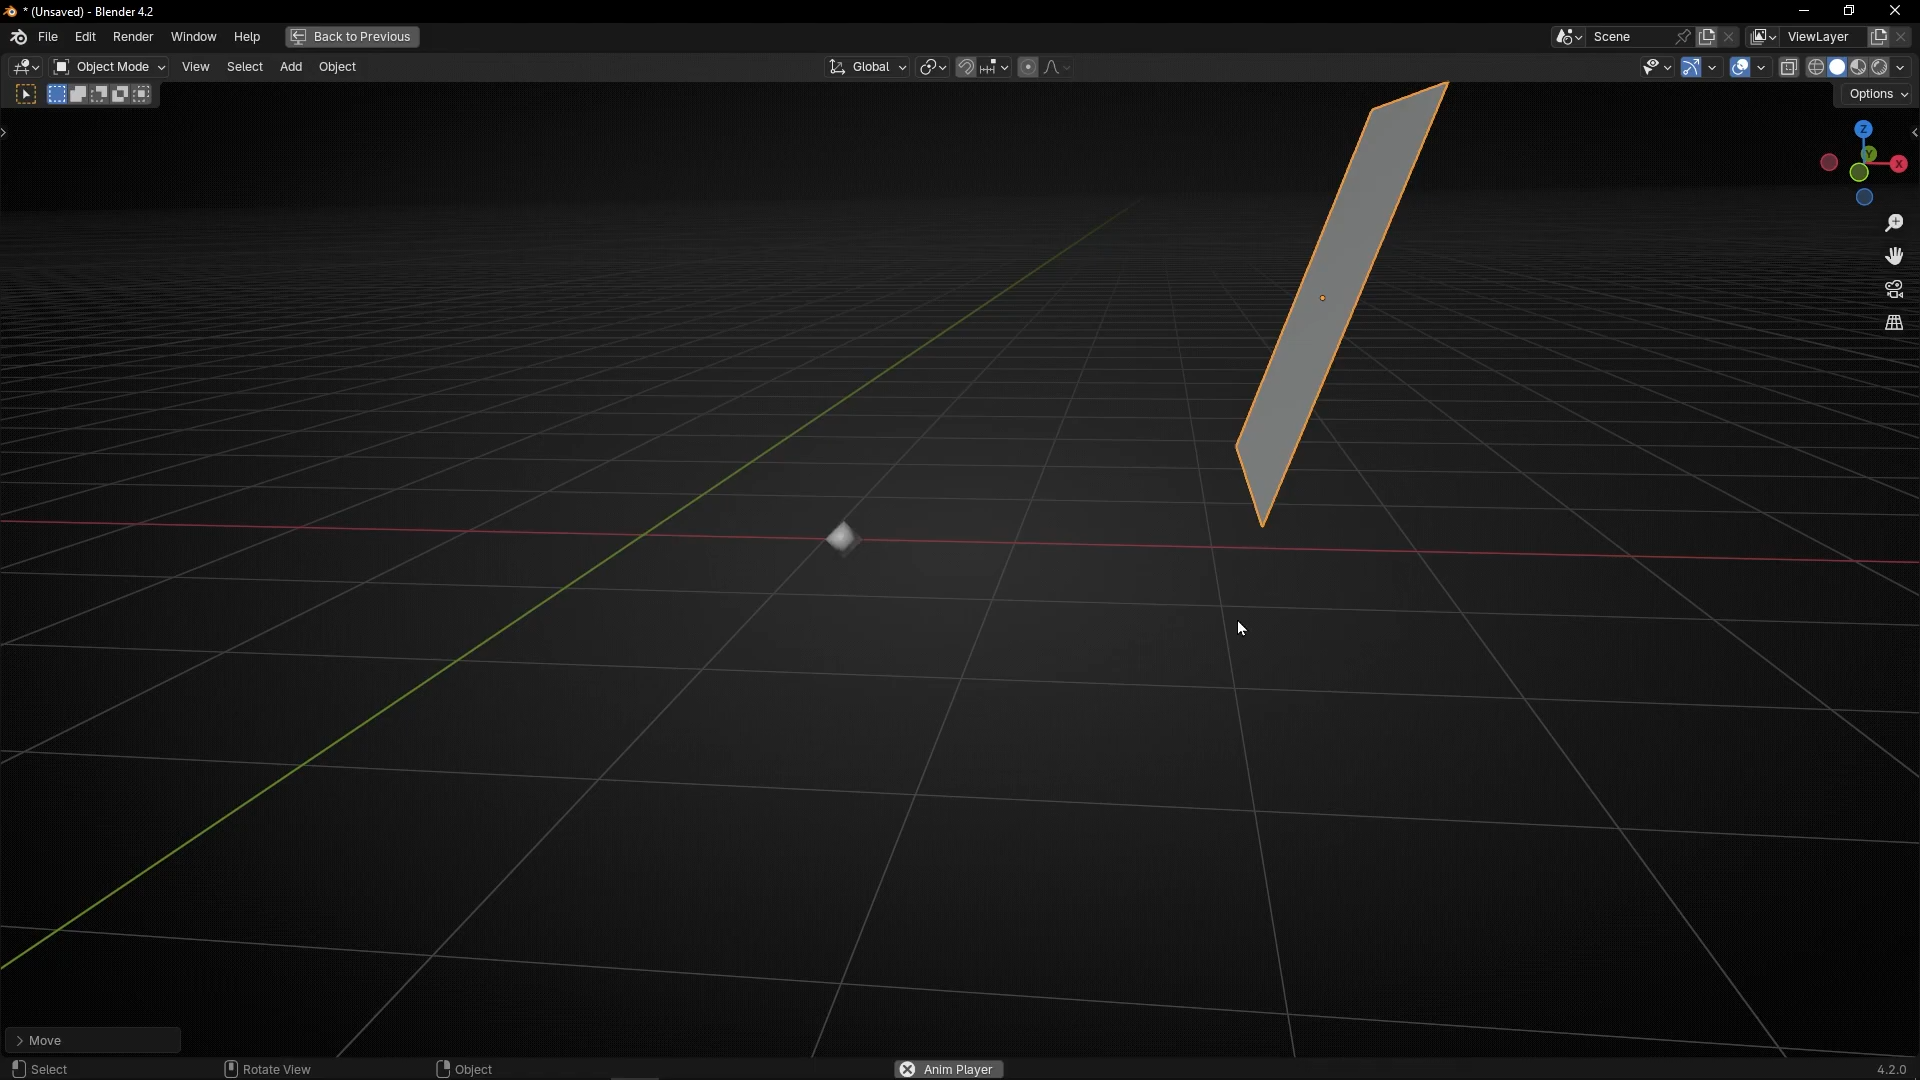 * (Unsaved) - Blender 4.2
File Edit Render Window Help Back to Previous Scene ViewLayer
Object Mode View Select Add Object Global
Options
Z
Y
X
Move
Select Rotate View Object Anim Player 4.2.0